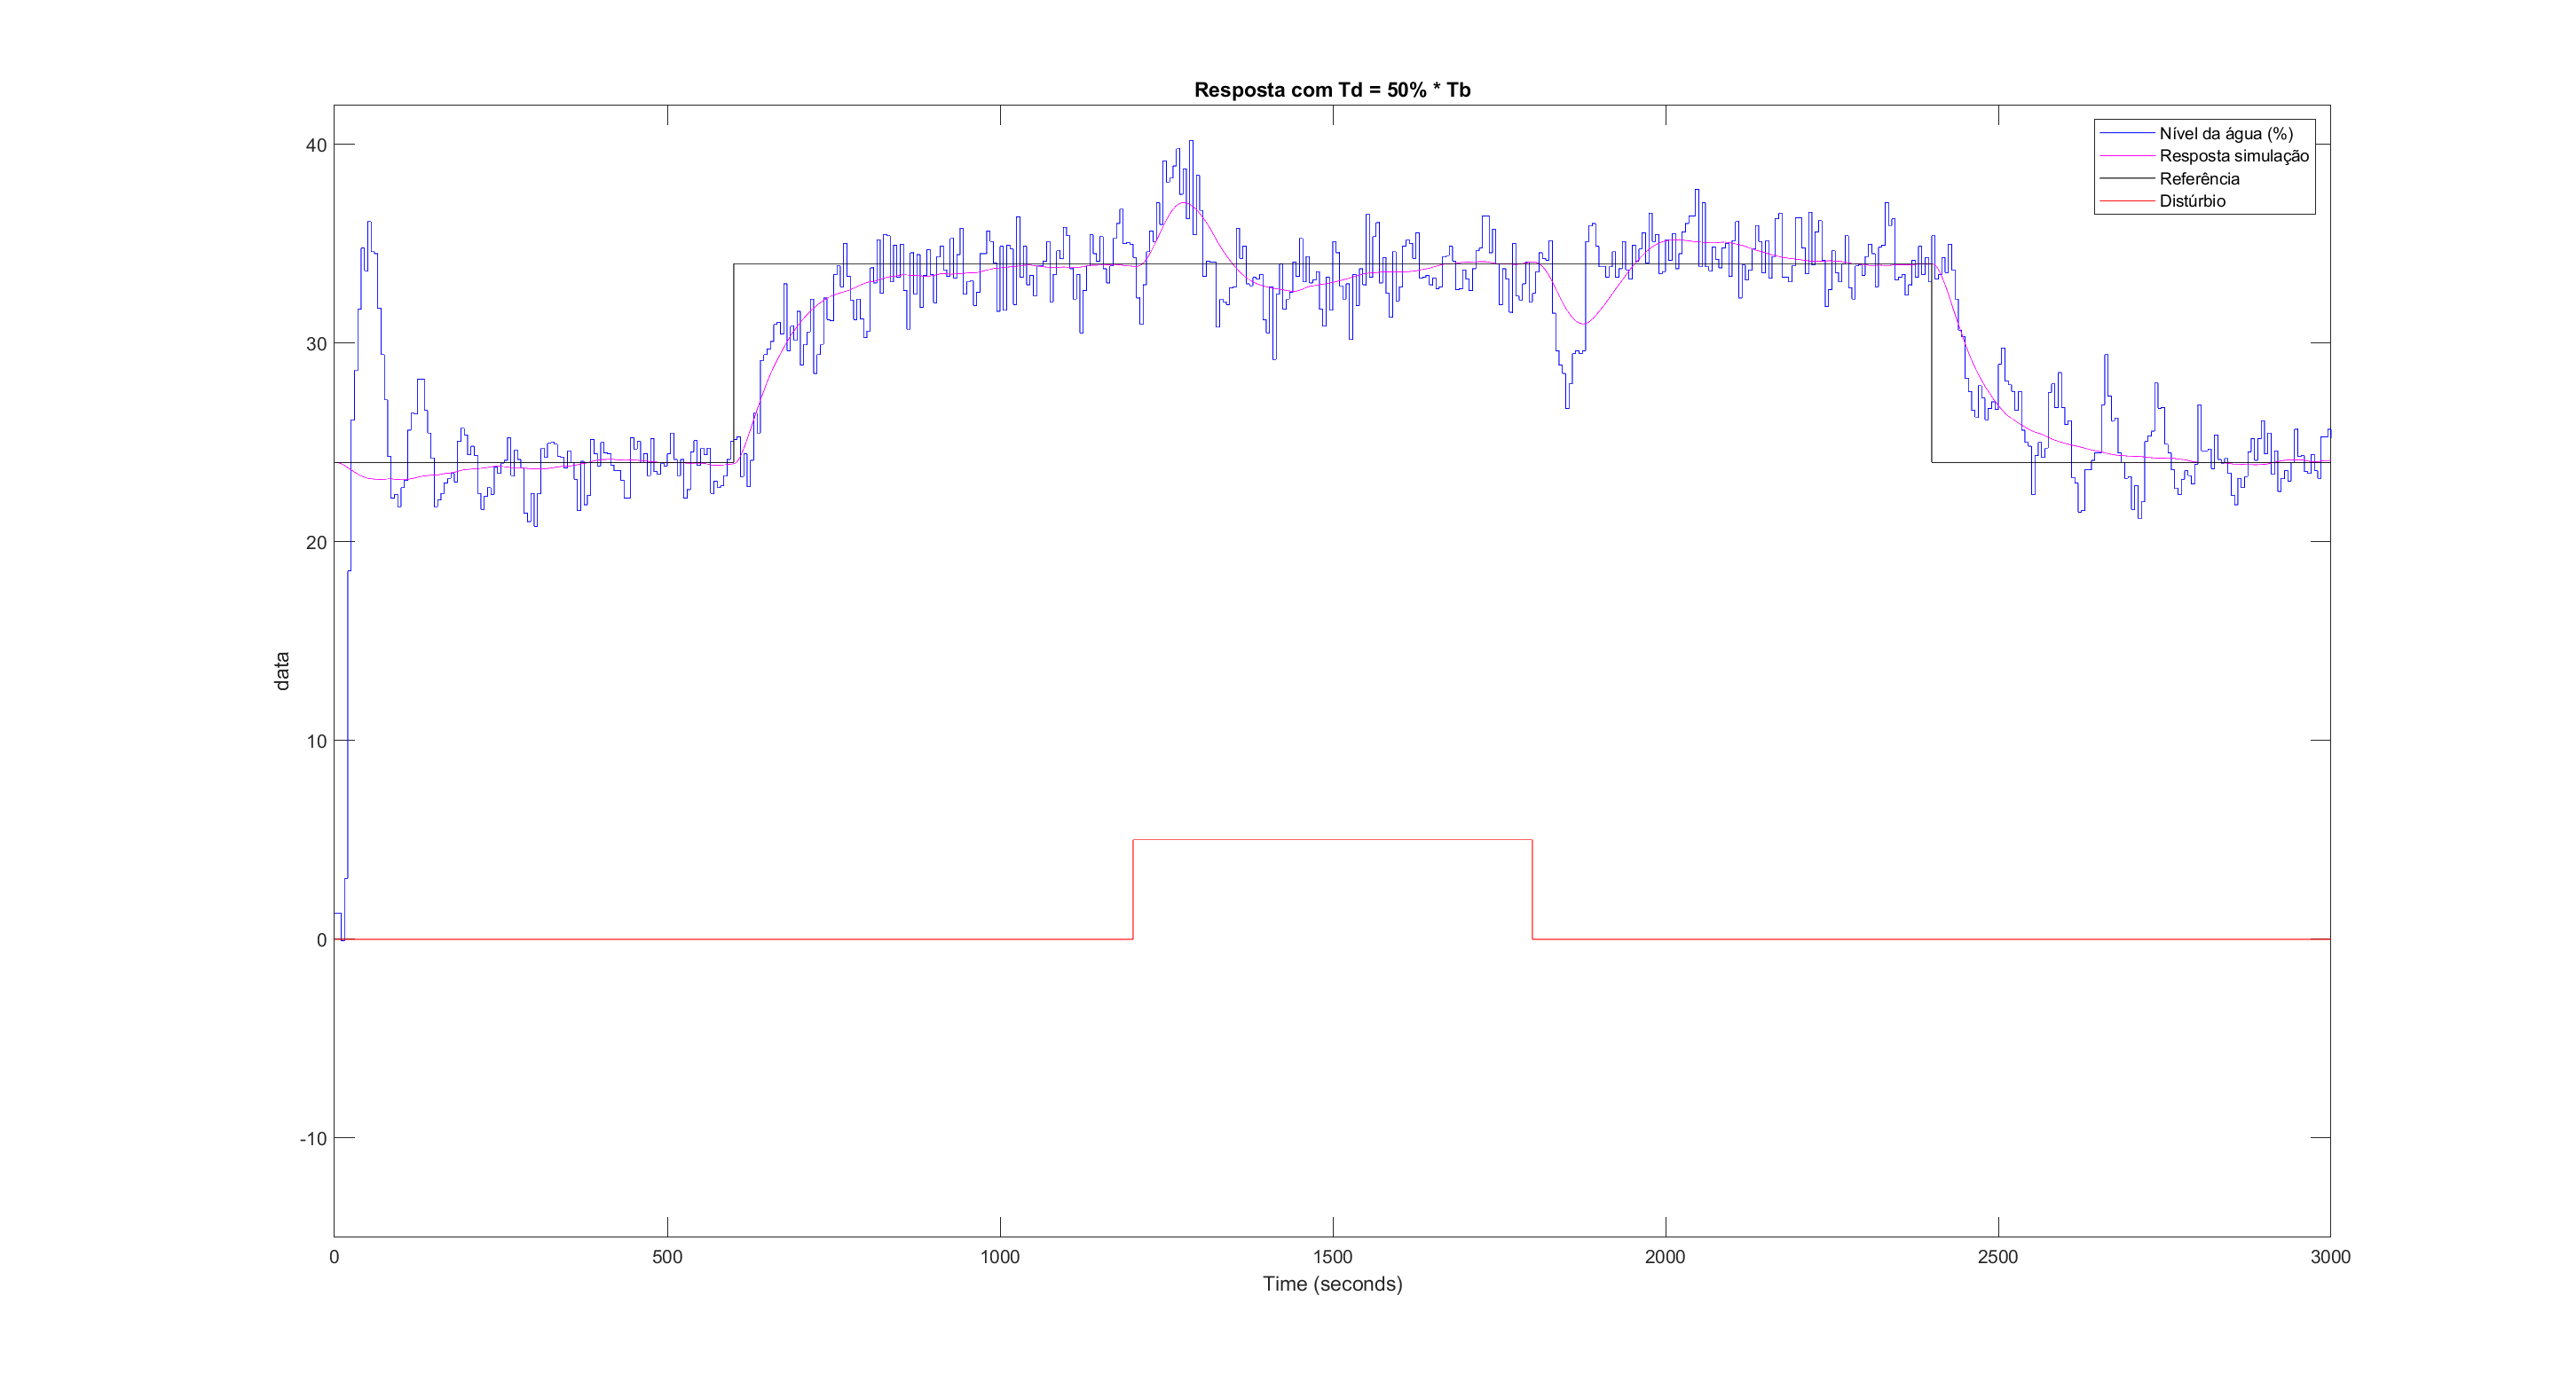 Resposta com Td = 50% * Tb
Nível da água (%)
Resposta simulação
Referência
Distúrbio
40
30
20
10
0
-10
data
0
500
1000
1500
2000
2500
3000
Time (seconds)